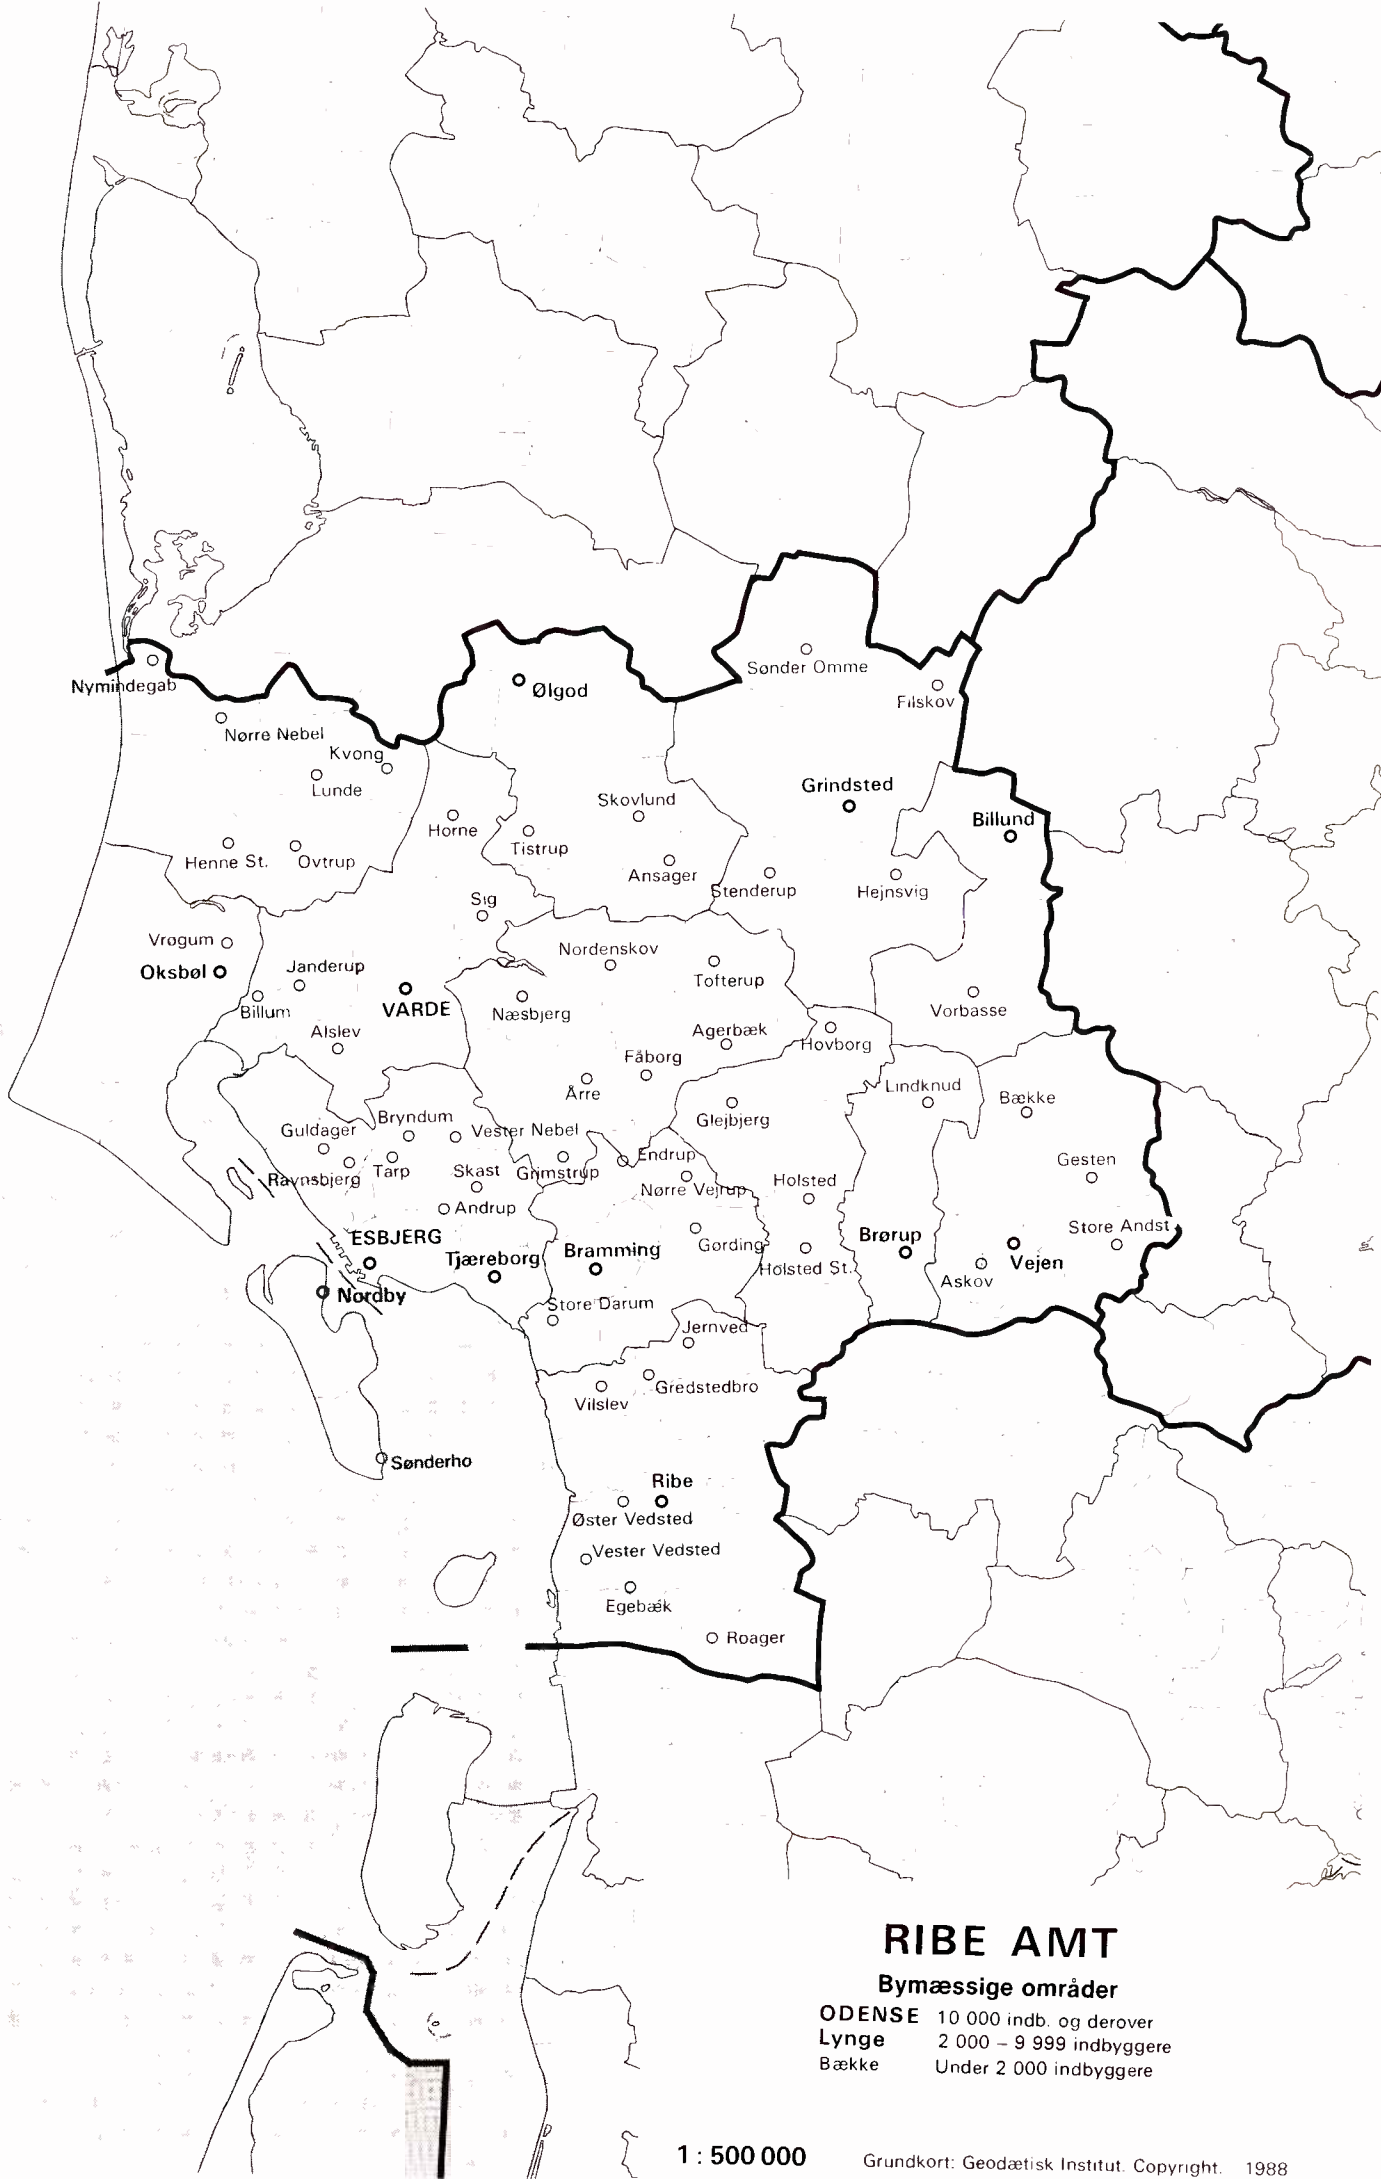 Sønder Omme
Nymindegab
Ølgod
Filskov
Nørre Nebel
Kvong
Lunde
Grindsted
Skovlund
Billund
Horne
Tistrup
Henne St.
Ovtrup
Ansager
Stenderup
Hejnsvig
Sig
Vrøgum
Nordenskov
Oksbøl
Janderup
Tofterup
Billum
VARDE
Næsbjerg
Vorbasse
Alslev
Agerbæk
Hovborg
Fåborg
Årre
Lindknud
Bække
Glejbjerg
Bryndum
Guldager
Vester Nebel
Endrup
Gesten
Ravnsbjerg
Tarp
Skast
Grimstrup
Nørre Vejrup
Holsted
Andrup
Store Andst
ESBJERG
Brørup
Tjæreborg
Bramming
Gørding
Holsted St.
Vejen
Askov
Nordby
Store Darum
Jernved
Gredstedbro
Vilslev
Sønderho
Ribe
Øster Vedsted
Vester Vedsted
Egebæk
Roager
RIBE AMT
Bymæssige områder
ODENSE 10 000 indb. og derover
Lynge 2 000 – 9 999 indbyggere
Bække Under 2 000 indbyggere
1 : 500 000
Grundkort: Geodætisk Institut. Copyright. 1988